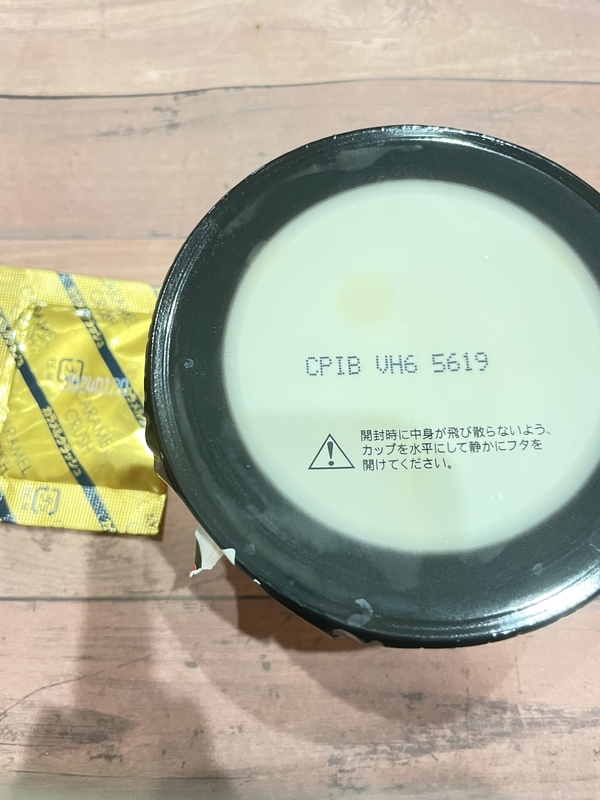 CPIB VH6 5619
開封時に中身が飛び散らないよう、
カップを水平にして静かにフタを
開けてください。
CARAMEL
CRUSH